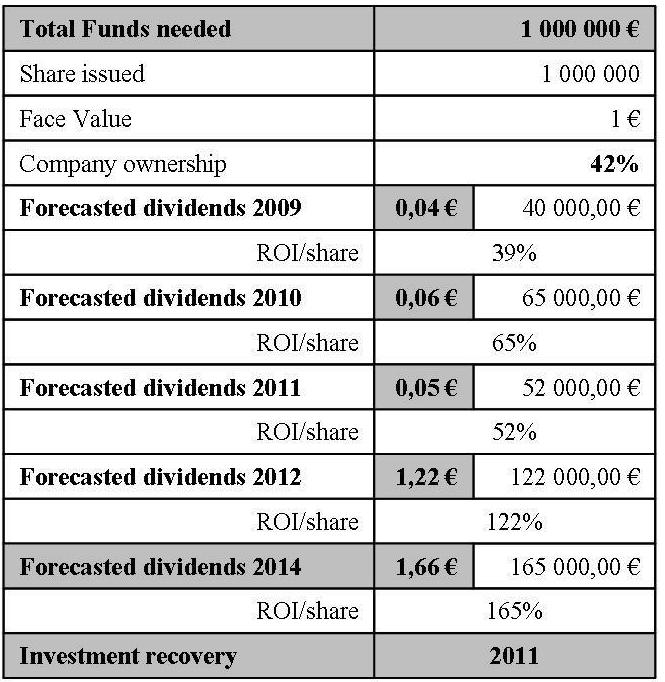 Total Funds needed 1 000 000 €
Share issued 1 000 000
Face Value 1 €
Company ownership 42%
Forecasted dividends 2009 0,04 € 40 000,00 €
ROI/share 39%
Forecasted dividends 2010 0,06 € 65 000,00 €
ROI/share 65%
Forecasted dividends 2011 0,05 € 52 000,00 €
ROI/share 52%
Forecasted dividends 2012 1,22 € 122 000,00 €
ROI/share 122%
Forecasted dividends 2014 1,66 € 165 000,00 €
ROI/share 165%
Investment recovery 2011